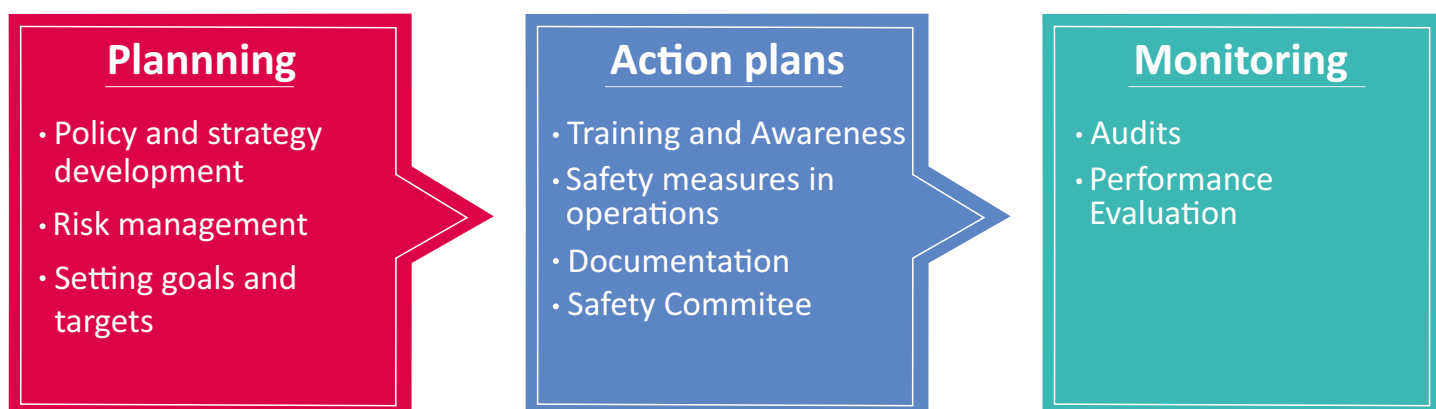 Plannning
• Policy and strategy
development
• Risk management
• Setting goals and
targets
Action plans
• Training and Awareness
• Safety measures in
operations
• Documentation
• Safety Commitee
Monitoring
• Audits
• Performance
Evaluation